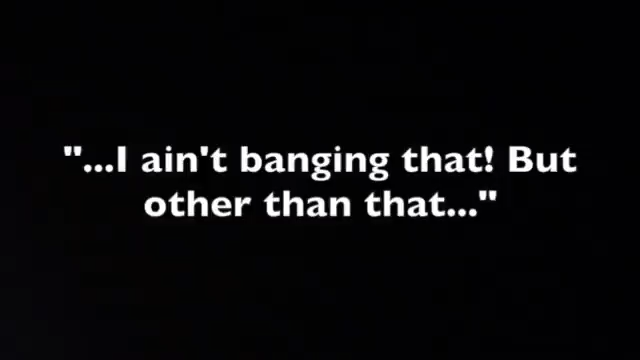 "...I ain't banging that! But
other than that..."